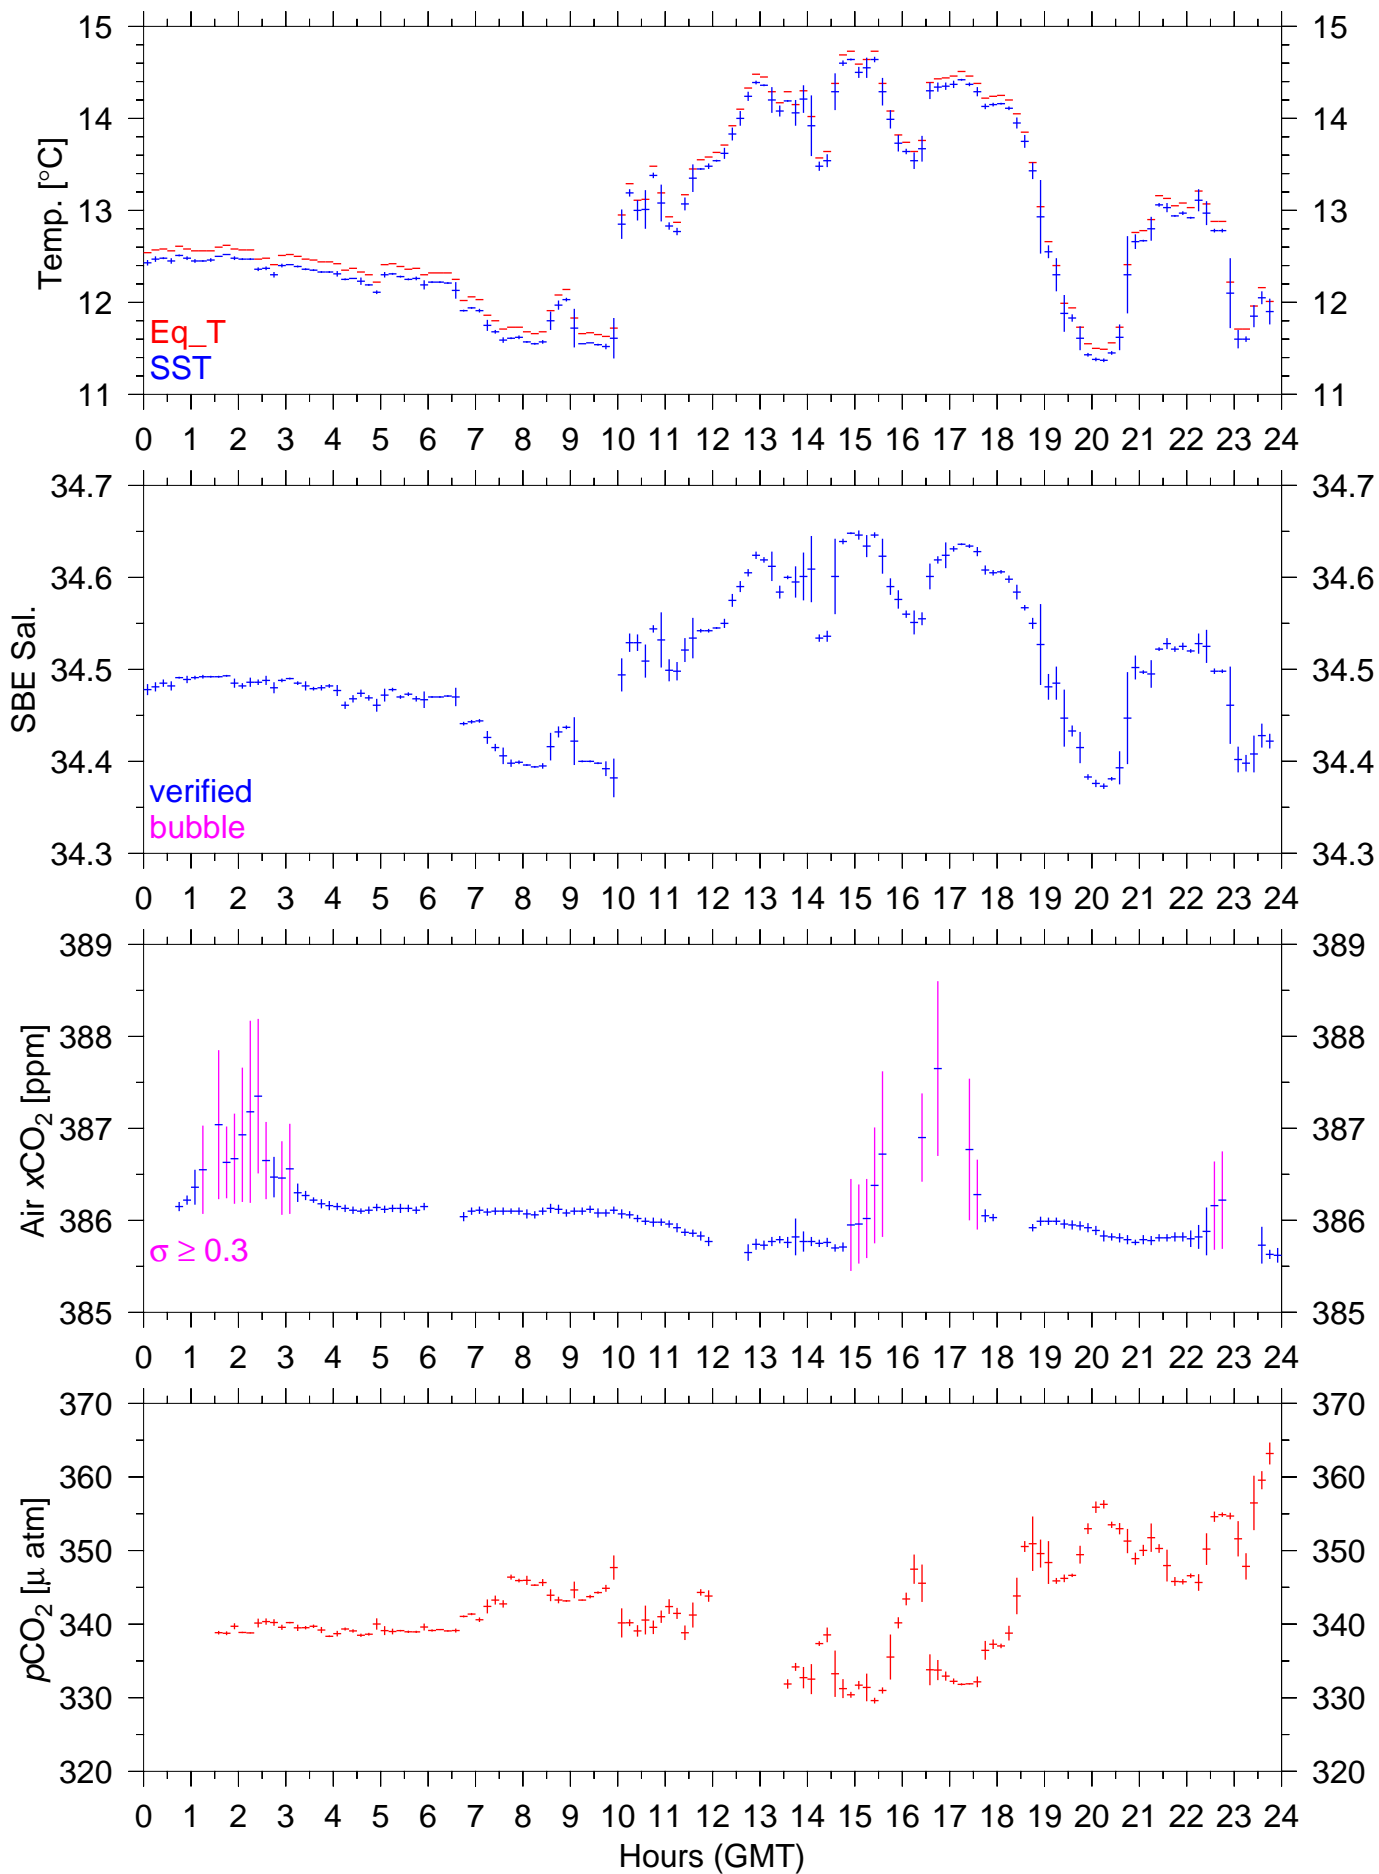 15 15
14 14
13 13
12 12
11 11
Temp. [°C]
Eq_T
SST
0 1 2 3 4 5 6 7 8 9 10 11 12 13 14 15 16 17 18 19 20 21 22 23 24
34.7 34.7
34.6 34.6
34.5 34.5
34.4 34.4
34.3 34.3
SBE Sal.
verified
bubble
0 1 2 3 4 5 6 7 8 9 10 11 12 13 14 15 16 17 18 19 20 21 22 23 24
389 389
388 388
387 387
386 386
385 385
Air xCO₂ [ppm]
σ ≥ 0.3
0 1 2 3 4 5 6 7 8 9 10 11 12 13 14 15 16 17 18 19 20 21 22 23 24
370 370
360 360
350 350
340 340
330 330
320 320
pCO₂ [μ atm]
0 1 2 3 4 5 6 7 8 9 10 11 12 13 14 15 16 17 18 19 20 21 22 23 24
Hours (GMT)